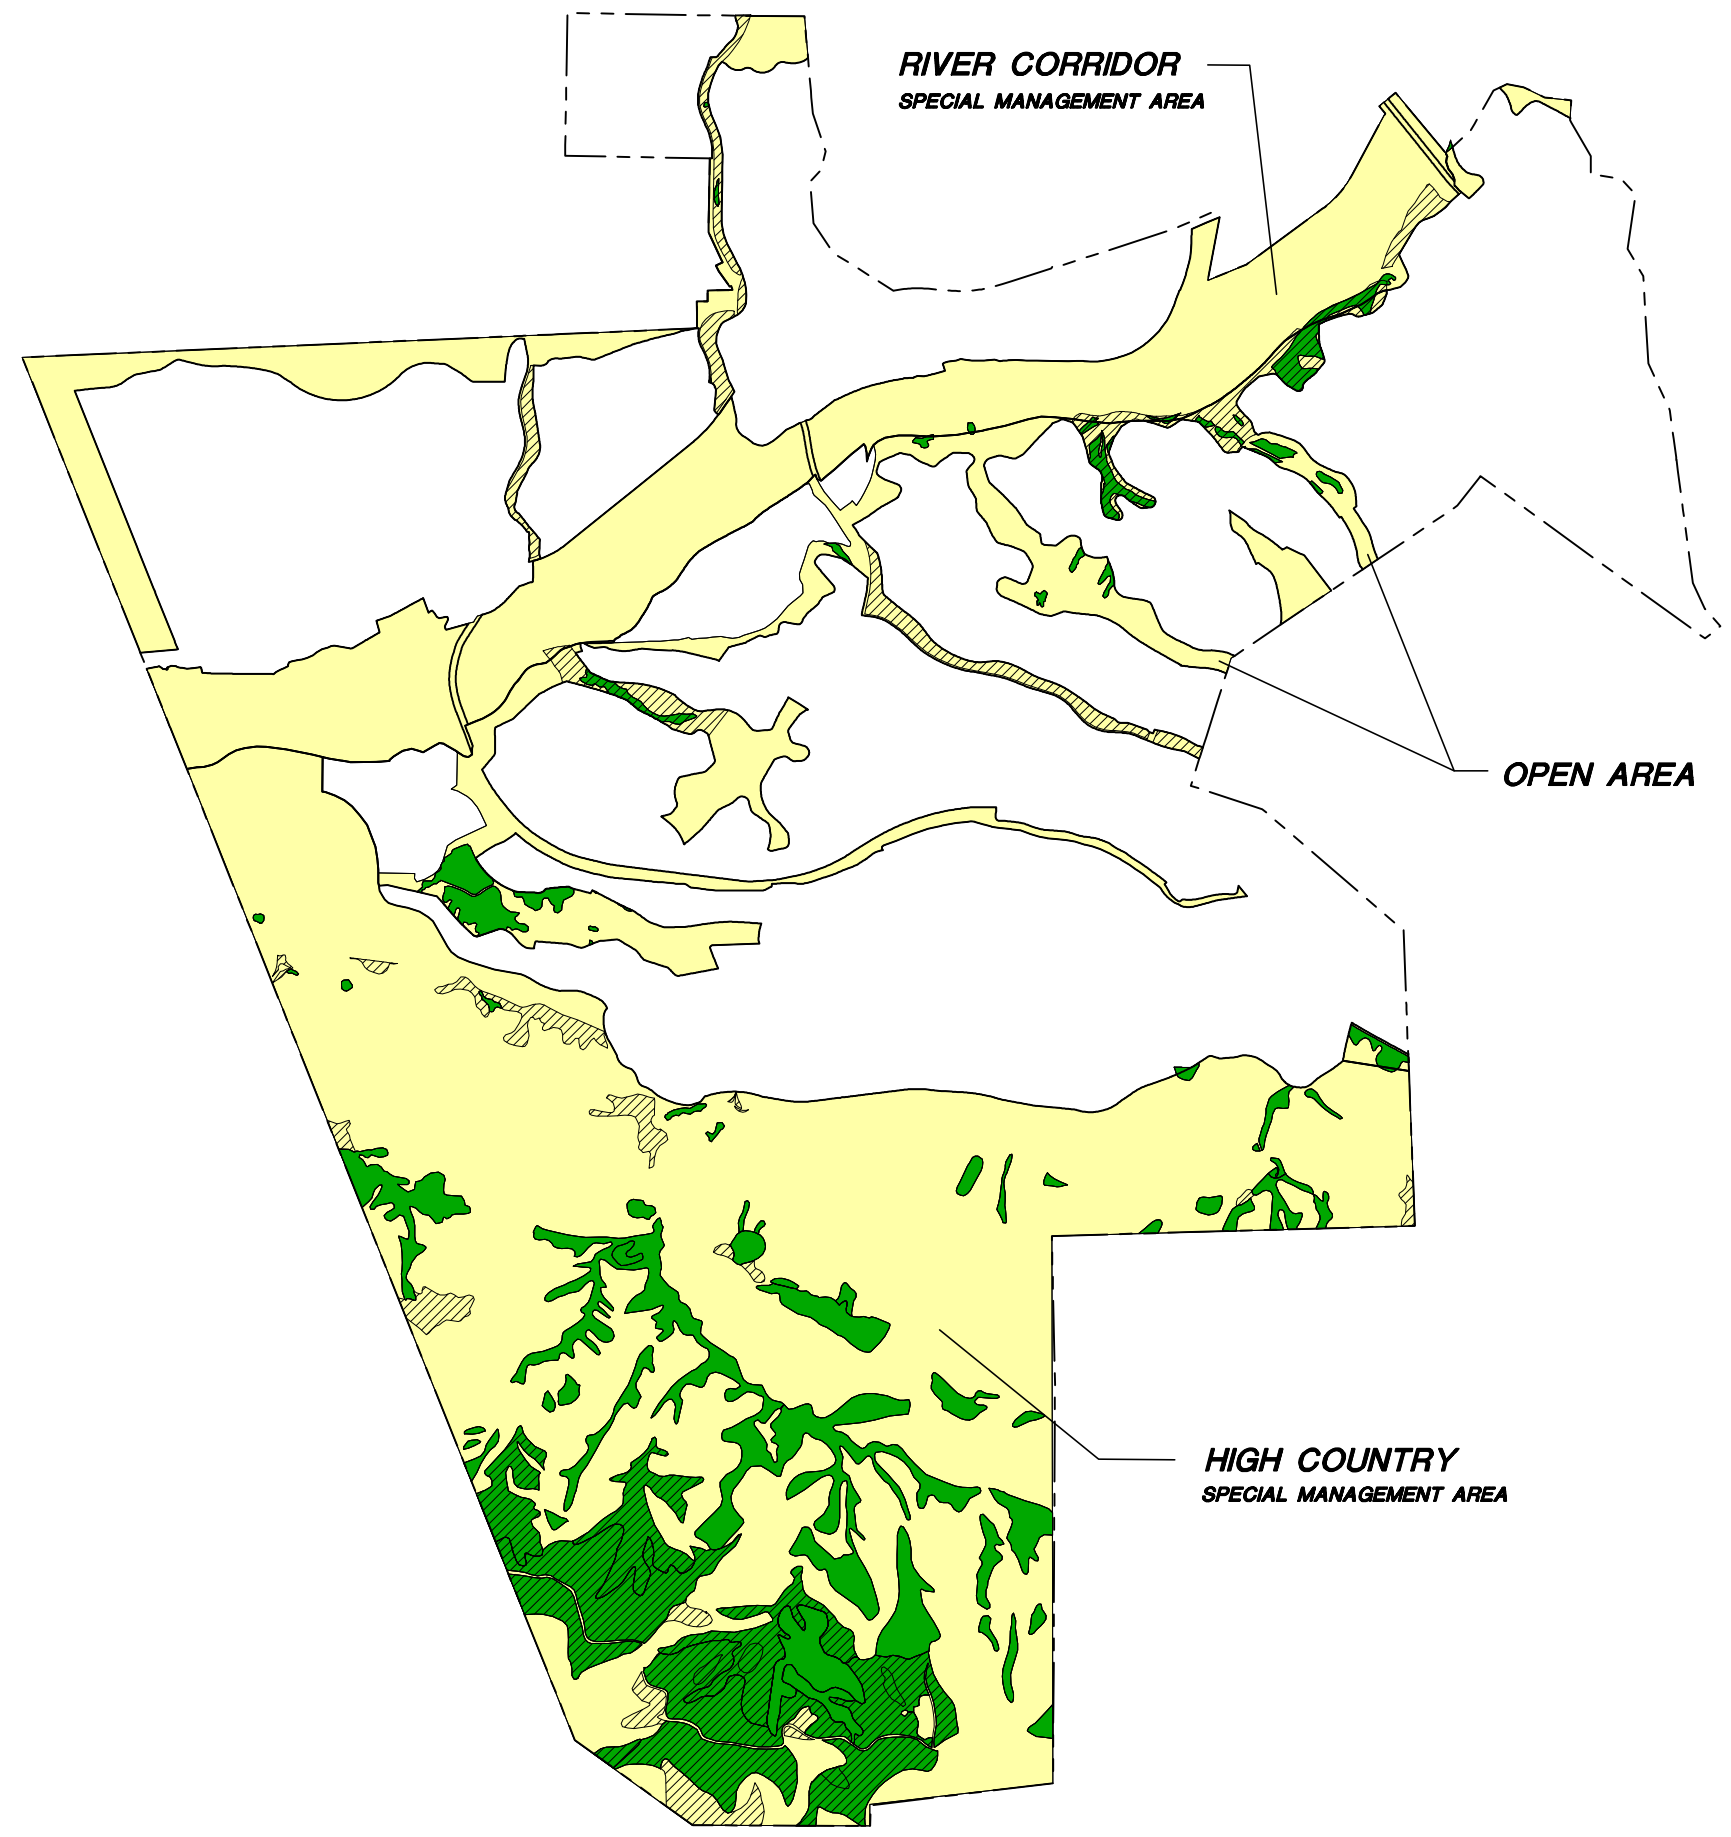 RIVER CORRIDOR
SPECIAL MANAGEMENT AREA
OPEN AREA
HIGH COUNTRY
SPECIAL MANAGEMENT AREA